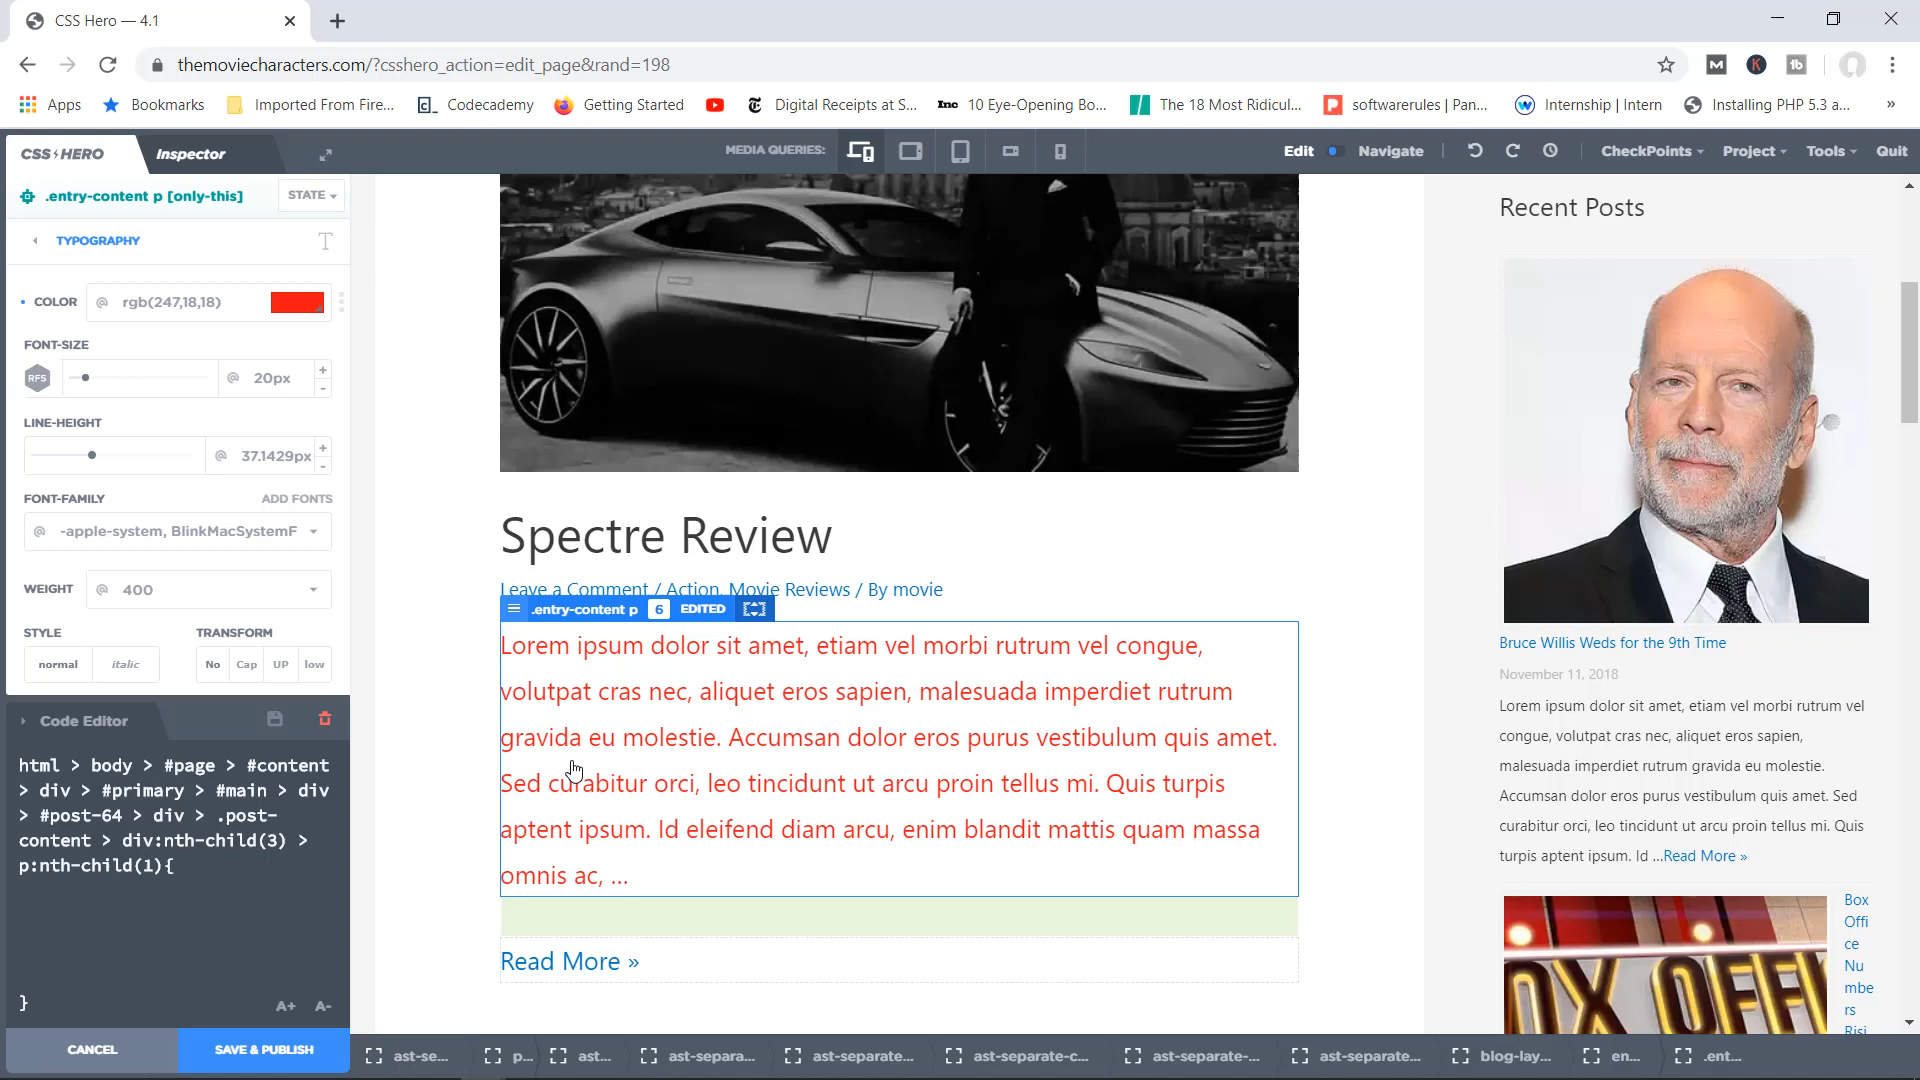 CSS Hero — 4.1
themoviecharacters.com/?csshero_action=edit_page&rand=198
Apps
Bookmarks
Imported From Fire...
Codecademy
Getting Started
Digital Receipts at S...
Inc 10 Eye-Opening Bo...
The 18 Most Ridicul...
softwarerules | Pan...
Internship | Intern
Installing PHP 5.3 a...
»
CSS HERO
Inspector
MEDIA QUERIES:
Edit
Navigate
CheckPoints
Project
Tools
Quit
.entry-content p [only-this]
STATE
TYPOGRAPHY
COLOR
@ rgb(247,18,18)
FONT-SIZE
RFS
@ 20px
+
-
LINE-HEIGHT
@ 37.1429px
+
-
FONT-FAMILY
ADD FONTS
@ -apple-system, BlinkMacSystemF
WEIGHT
@ 400
STYLE
TRANSFORM
normal
italic
No
Cap
UP
low
Code Editor
html > body > #page > #content
> div > #primary > #main > div
> #post-64 > div > .post-
content > div:nth-child(3) >
p:nth-child(1){
}
A+
A-
CANCEL
SAVE & PUBLISH
Spectre Review
Leave a Comment / Action, Movie Reviews / By movie
.entry-content p 6 EDITED
Lorem ipsum dolor sit amet, etiam vel morbi rutrum vel congue,
volutpat cras nec, aliquet eros sapien, malesuada imperdiet rutrum
gravida eu molestie. Accumsan dolor eros purus vestibulum quis amet.
Sed curabitur orci, leo tincidunt ut arcu proin tellus mi. Quis turpis
aptent ipsum. Id eleifend diam arcu, enim blandit mattis quam massa
omnis ac, ...
Read More »
Recent Posts
Bruce Willis Weds for the 9th Time
November 11, 2018
Lorem ipsum dolor sit amet, etiam vel morbi rutrum vel
congue, volutpat cras nec, aliquet eros sapien,
malesuada imperdiet rutrum gravida eu molestie.
Accumsan dolor eros purus vestibulum quis amet. Sed
curabitur orci, leo tincidunt ut arcu proin tellus mi. Quis
turpis aptent ipsum. Id ...Read More »
Box
Offi
ce
Nu
mbe
rs
Risi
OX OFFI
ast-se...
p...
ast...
ast-separa...
ast-separate...
ast-separate-c...
ast-separate-...
ast-separate...
blog-lay...
en...
.ent...